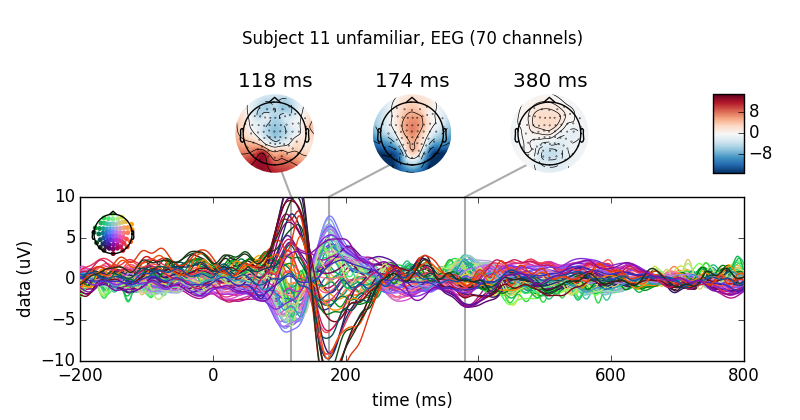 Subject 11 unfamiliar, EEG (70 channels)
118 ms 174 ms 380 ms
8
0
−8
10
5
0
−5
−10
data (uV)
−200 0 200 400 600 800
time (ms)